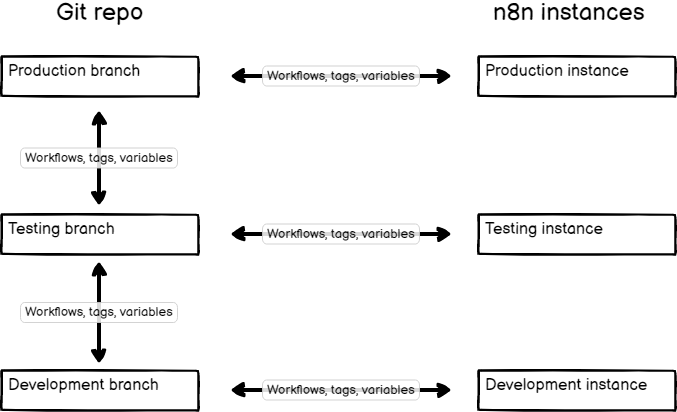 Git repo
n8n instances
Production branch
Workflows, tags, variables
Production instance
Workflows, tags, variables
Testing branch
Workflows, tags, variables
Testing instance
Workflows, tags, variables
Development branch
Workflows, tags, variables
Development instance